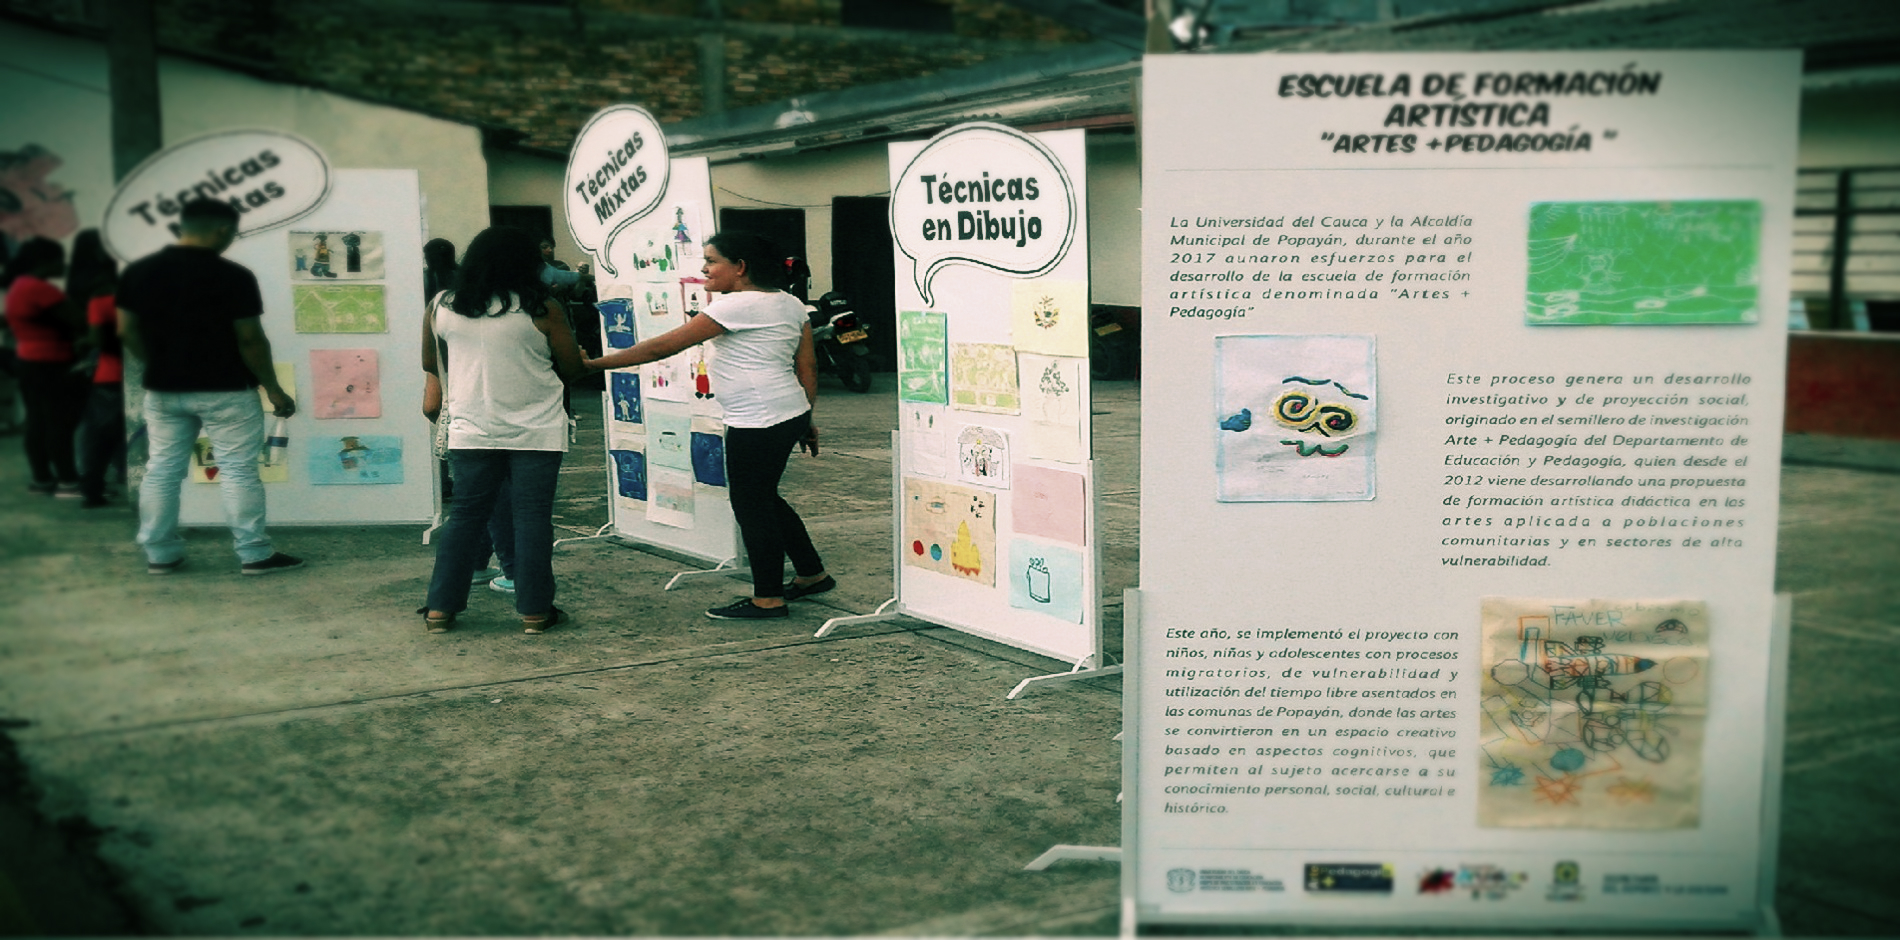 Técnicas
Técnicas
Mixtas
Técnicas
en Dibujo
ESCUELA DE FORMACIÓN
ARTÍSTICA
"ARTES +PEDAGOGÍA "
La Universidad del Cauca y la Alcaldía
Municipal de Popayán, durante el año
2017 aunaron esfuerzos para el
desarrollo de la escuela de formación
artística denominada "Artes +
Pedagogía"
Este proceso genera un desarrollo
investigativo y de proyección social,
originado en el semillero de investigación
Arte + Pedagogía del Departamento de
Educación y Pedagogía, quien desde el
2012 viene desarrollando una propuesta
de formación artística didáctica en las
artes aplicada a poblaciones
comunitarias y en sectores de alta
vulnerabilidad.
Este año, se implementó el proyecto con
niños, niñas y adolescentes con procesos
migratorios, de vulnerabilidad y
utilización del tiempo libre asentados en
las comunas de Popayán, donde las artes
se convirtieron en un espacio creativo
basado en aspectos cognitivos, que
permiten al sujeto acercarse a su
conocimiento personal, social, cultural e
histórico.
FAVER